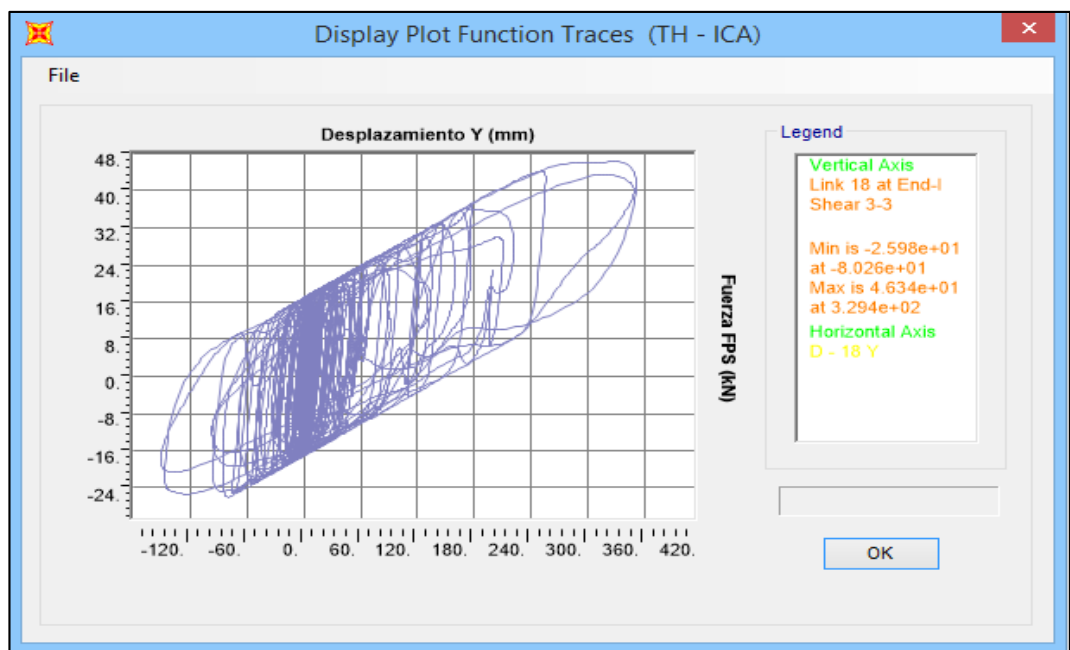 Display Plot Function Traces (TH - ICA)
File
Desplazamiento Y (mm)
48.
40.
32.
24.
16.
8.
0.
-8.
-16.
-24.
-120. -60. 0. 60. 120. 180. 240. 300. 360. 420.
Fuerza FPS (kN)
Legend
Vertical Axis
Link 18 at End-I
Shear 3-3
Min is -2.598e+01
at -8.026e+01
Max is 4.634e+01
at 3.294e+02
Horizontal Axis
D - 18 Y
OK